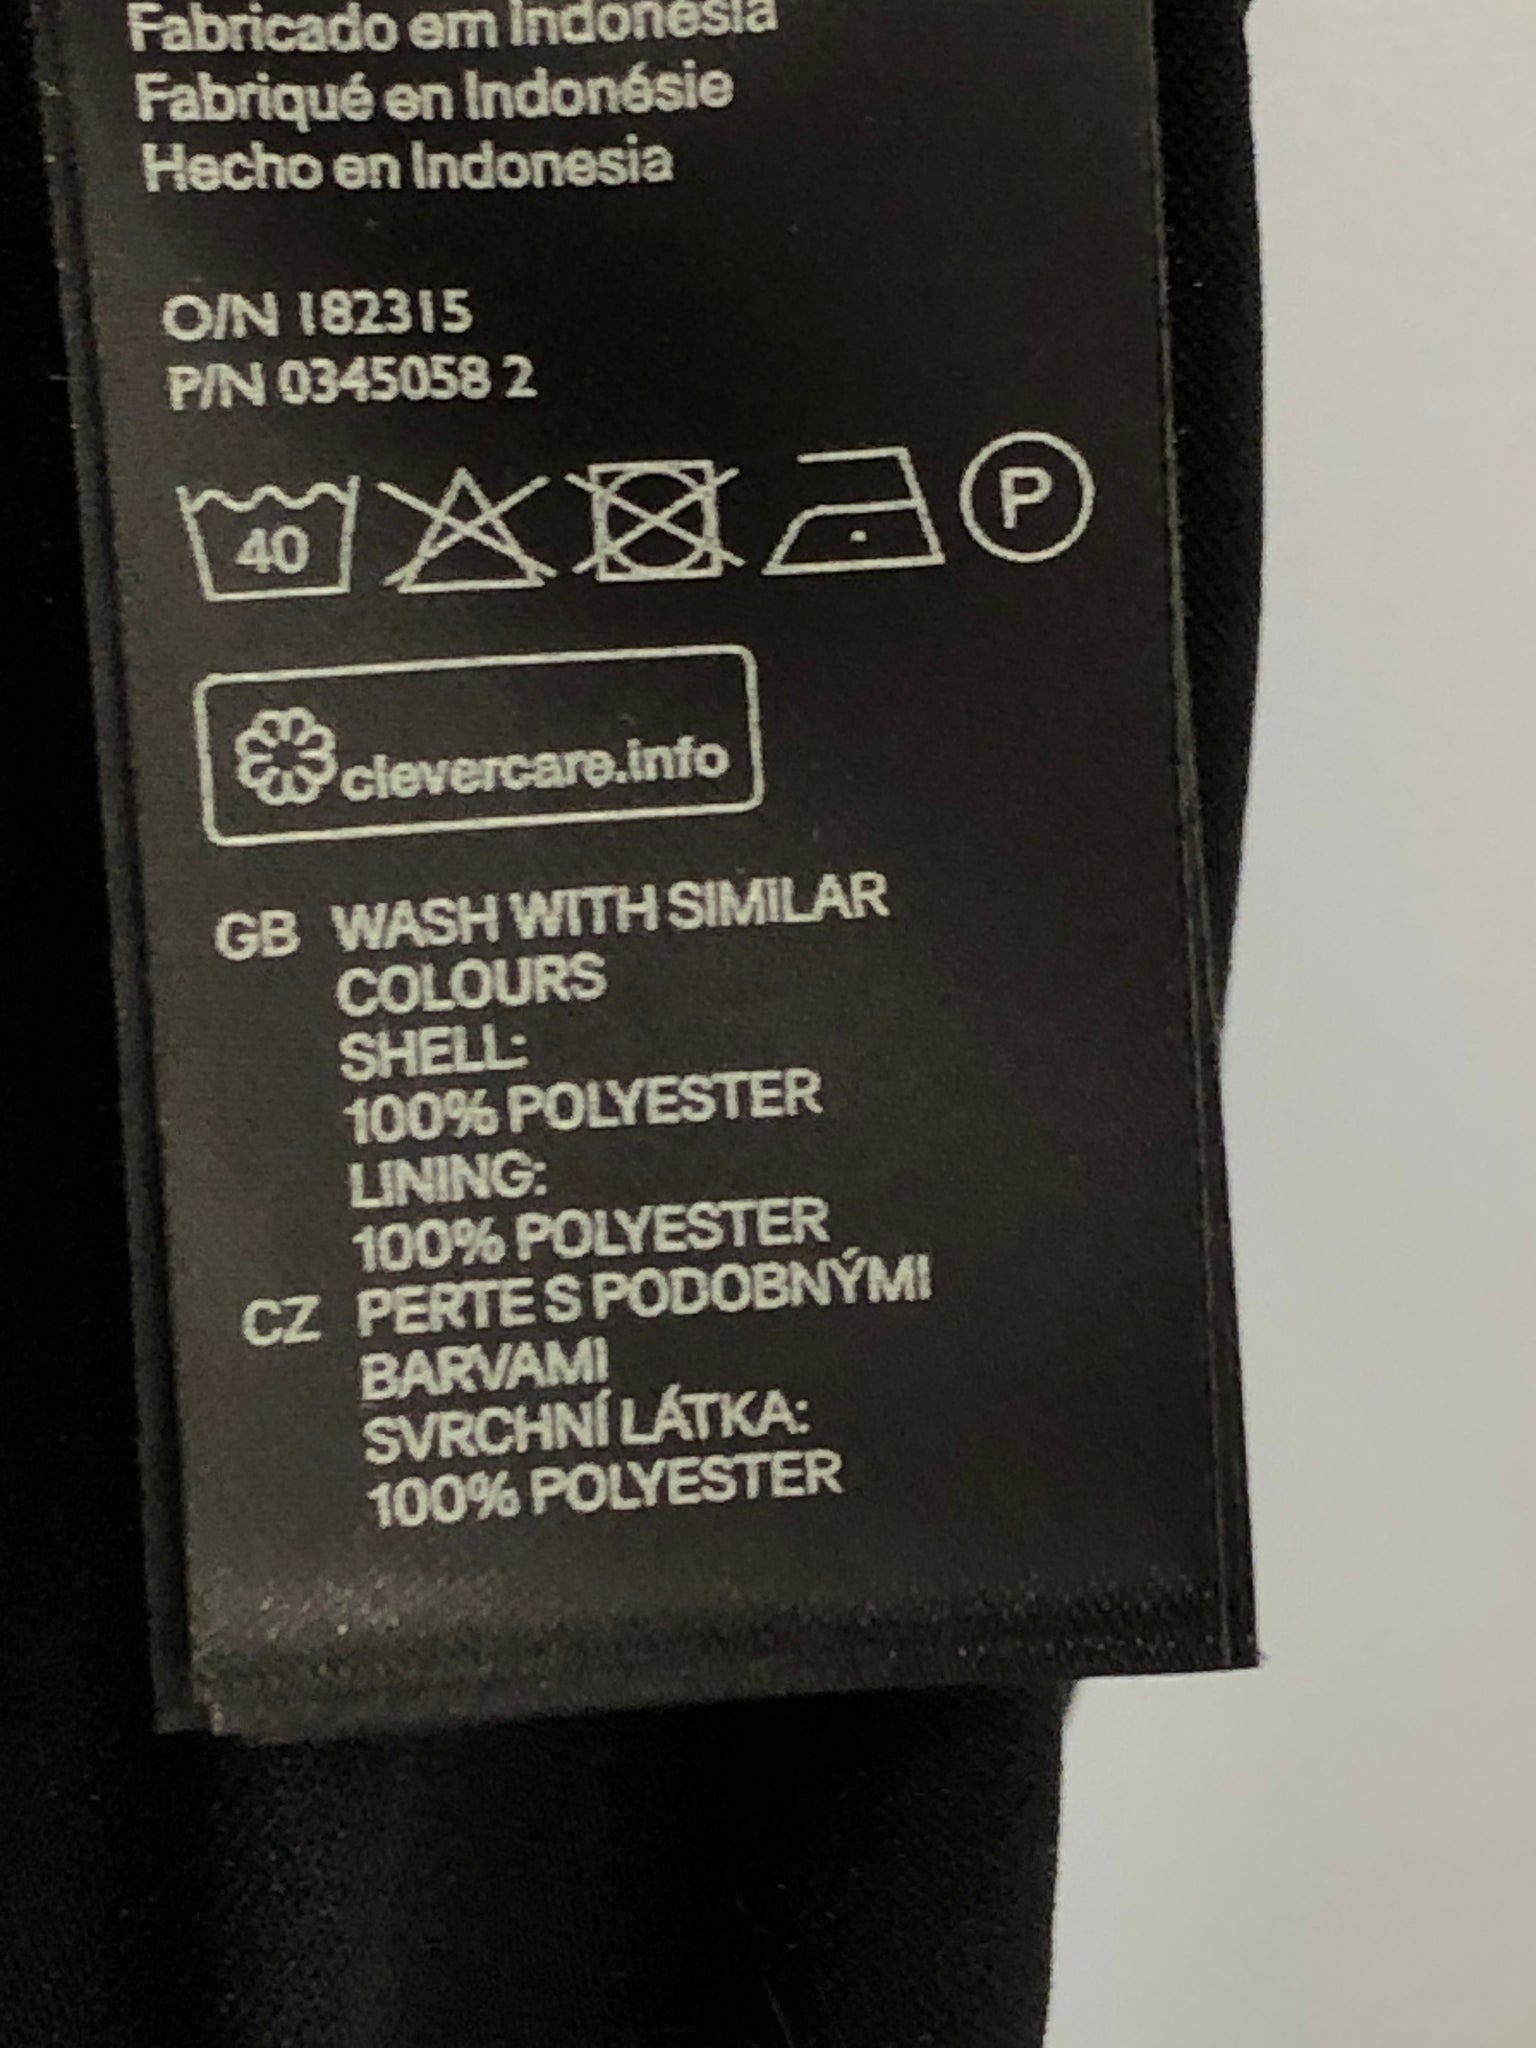 Fabricado em Indonésia
Fabriqué en Indonésie
Hecho en Indonesia
O/N 182315
P/N 0345058 2
40
P
clevercare.info
GB WASH WITH SIMILAR
COLOURS
SHELL:
100% POLYESTER
LINING:
100% POLYESTER
CZ PERTE S PODOBNÝMI
BARVAMI
SVRCHNÍ LÁTKA:
100% POLYESTER